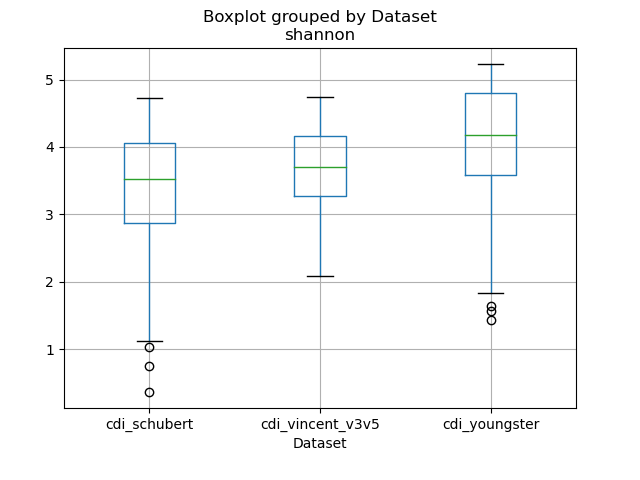 Boxplot grouped by Dataset
shannon
5
4
3
2
1
cdi_schubert
cdi_vincent_v3v5
cdi_youngster
Dataset